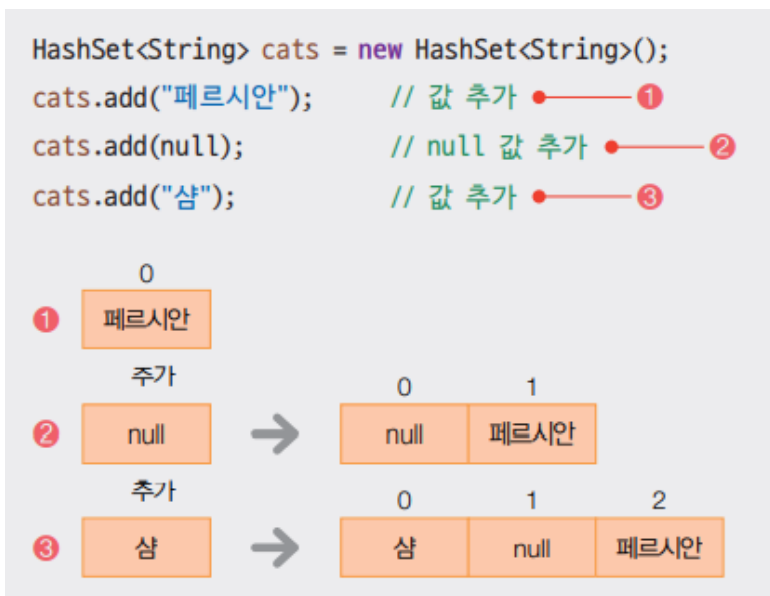 HashSet<String> cats = new HashSet<String>();
cats.add("페르시안"); // 값 추가 ❶
cats.add(null); // null 값 추가 ❷
cats.add("샴"); // 값 추가 ❸
0
❶ 페르시안
추가
0 1
❷ null → null 페르시안
추가
0 1 2
❸ 샴 → 샴 null 페르시안